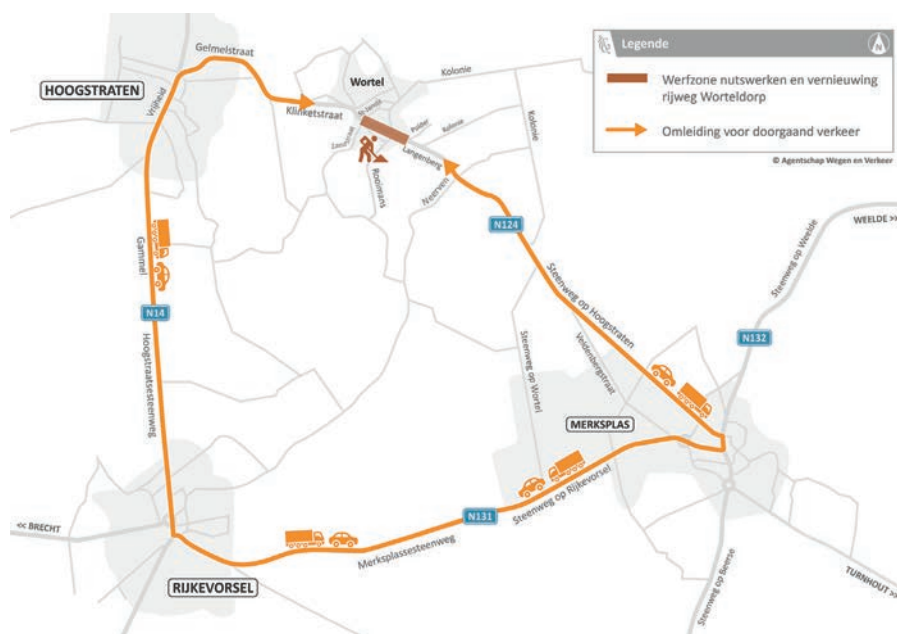 Legende
N
Werfzone nutswerken en vernieuwing
rijweg Worteldorp
Omleiding voor doorgaand verkeer
© Agentschap Wegen en Verkeer
Gelmelstraat
HOOGSTRATEN
Vrijheid
Wortel
Kolonie
Klinketstraat
Kolonie
Polder
Kolonie
Langenberg
Rooimans
Neerven
N124
WEELDE >>
Steenweg op Weelde
Gammel
N14
Steenweg op Hoogstraten
N132
Hoogstraatsesteenweg
Steenweg op Wortel
Veldenbergstraat
MERKSPLAS
Steenweg op Rijkevorsel
N131
<< BRECHT
Merksplassesteenweg
RIJKEVORSEL
Steenweg op Beerse
TURNHOUT >>